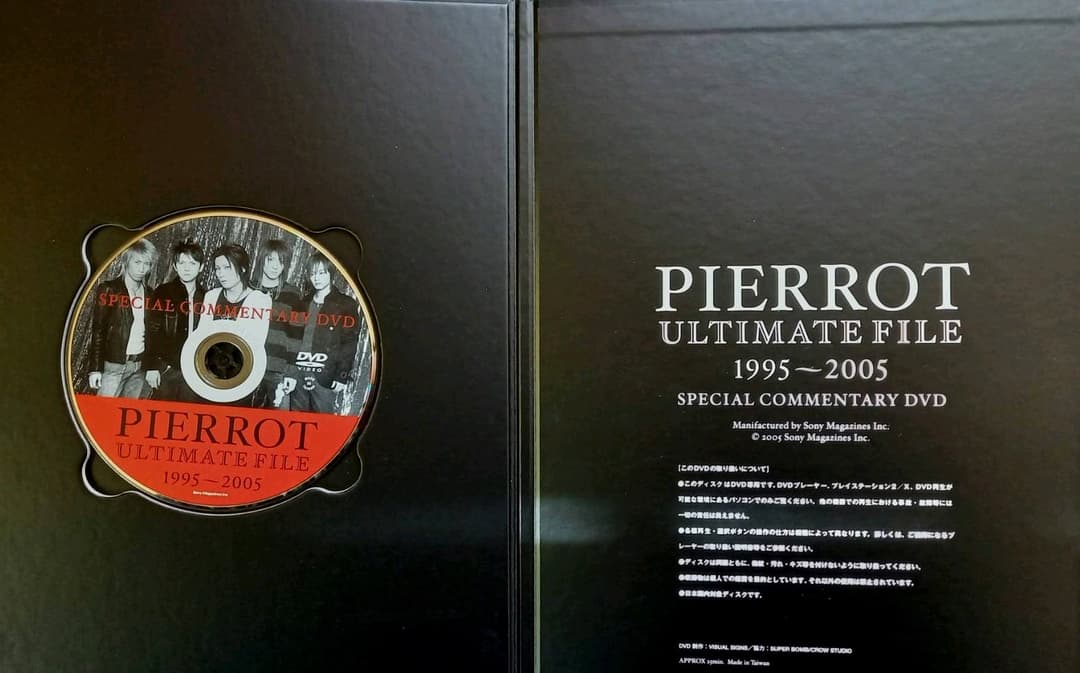 SPECIAL COMMENTARY DVD
DVD
VIDEO
PIERROT
ULTIMATE FILE
1995〜2005
Sony Magazines Inc.
PIERROT
ULTIMATE FILE
1995〜2005
SPECIAL COMMENTARY DVD
Manifactured by Sony Magazines Inc.
© 2005 Sony Magazines Inc.
[このDVDの取り扱いについて]
●このディスクはDVD専用です。DVDプレーヤー、プレイステーション2／X、DVD再生が
可能な環境にあるパソコンでのみご覧ください。他の機器での再生における事故・故障等には
一切の責任は負えません。
●各種再生・選択ボタンの操作の仕方は機種によって異なります。詳しくは、ご使用になるプ
レーヤーの取り扱い説明書等をご参照ください。
●ディスクは両面ともに、指紋・汚れ・キズ等を付けないように取り扱ってください。
●収録物は個人での鑑賞を目的としています。それ以外の使用は禁止されています。
●日本国内対応ディスクです。
DVD 制作：VISUAL SIGNS／協力：SUPER BOMB/CROW STUDIO
APPROX 15min. Made in Taiwan